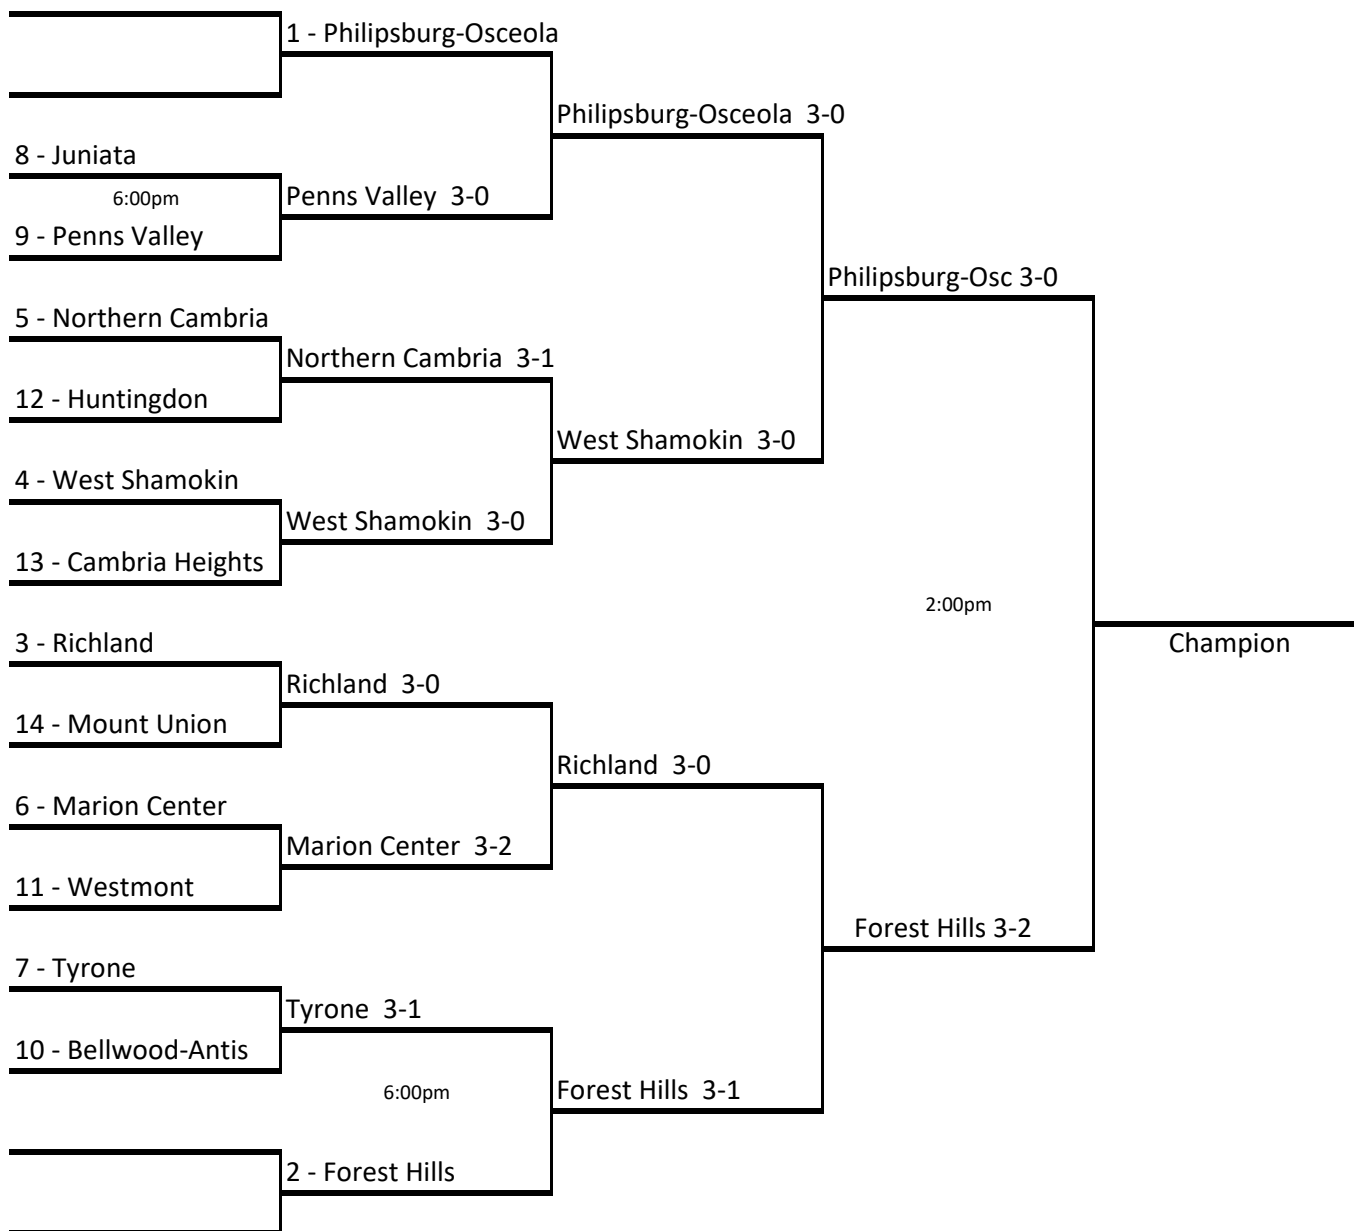 1 - Philipsburg-Osceola
Philipsburg-Osceola  3-0
8 - Juniata
6:00pm
Penns Valley  3-0
9 - Penns Valley
Philipsburg-Osc 3-0
5 - Northern Cambria
Northern Cambria  3-1
12 - Huntingdon
West Shamokin  3-0
4 - West Shamokin
West Shamokin  3-0
13 - Cambria Heights
2:00pm
Champion
3 - Richland
Richland  3-0
14 - Mount Union
Richland  3-0
6 - Marion Center
Marion Center  3-2
11 - Westmont
Forest Hills 3-2
7 - Tyrone
Tyrone  3-1
10 - Bellwood-Antis
6:00pm
Forest Hills  3-1
2 - Forest Hills